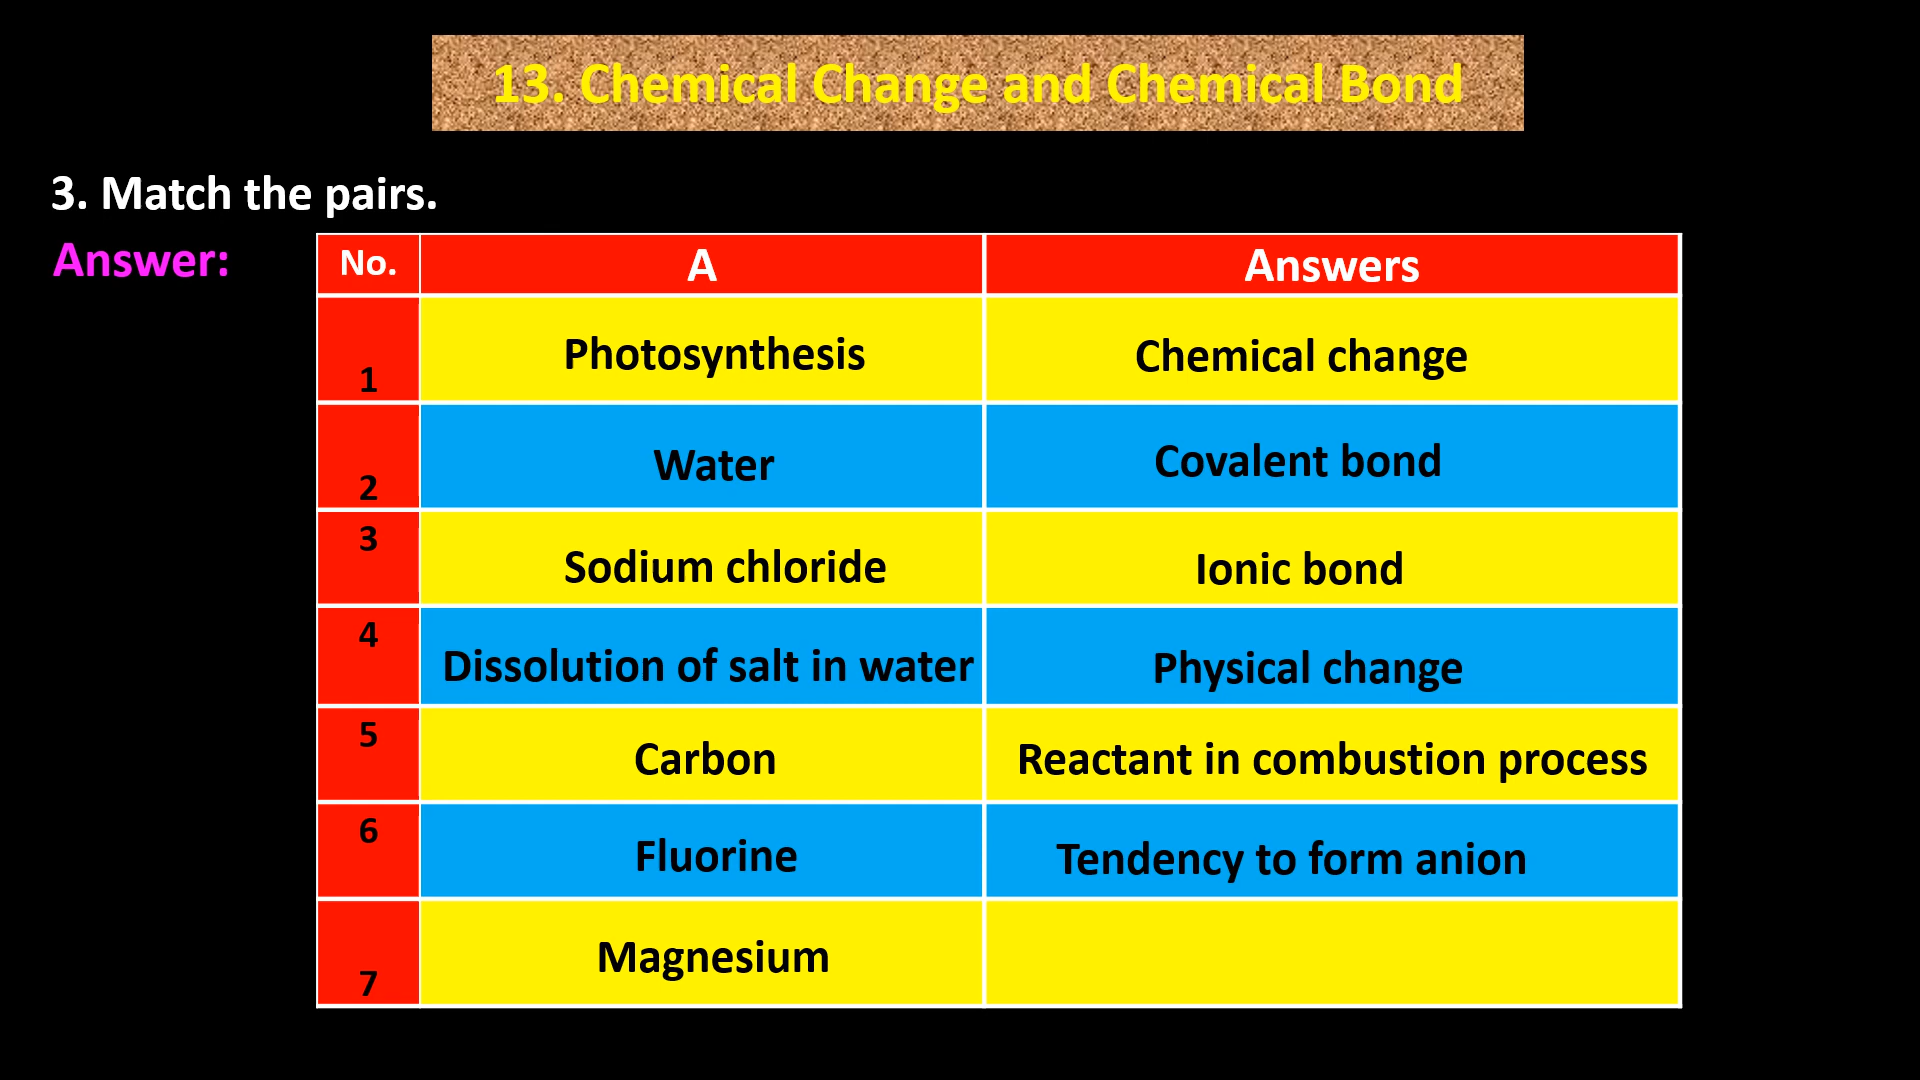 13. Chemical Change and Chemical Bond
3. Match the pairs.
Answer:
No. A Answers
1 Photosynthesis Chemical change
2 Water Covalent bond
3 Sodium chloride Ionic bond
4 Dissolution of salt in water Physical change
5 Carbon Reactant in combustion process
6 Fluorine Tendency to form anion
7 Magnesium